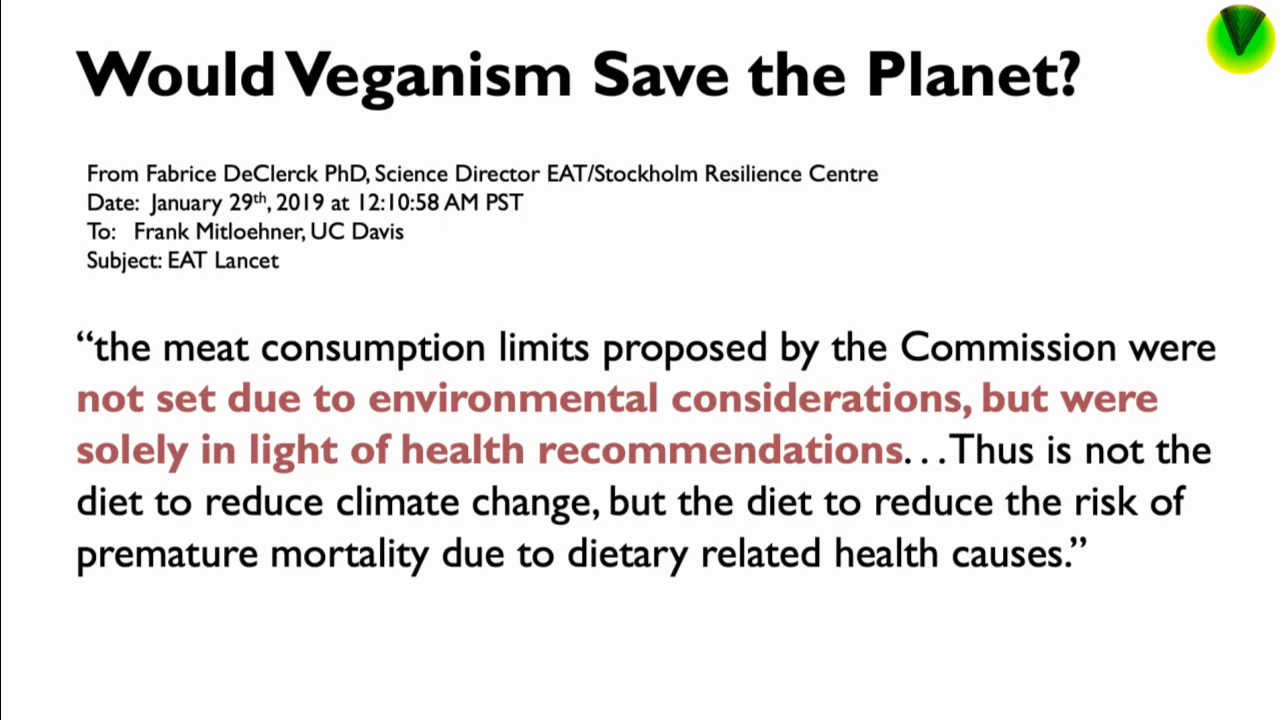 Would Veganism Save the Planet?
From Fabrice DeClerck PhD, Science Director EAT/Stockholm Resilience Centre
Date: January 29th, 2019 at 12:10:58 AM PST
To: Frank Mitloehner, UC Davis
Subject: EAT Lancet
“the meat consumption limits proposed by the Commission were
not set due to environmental considerations, but were
solely in light of health recommendations…Thus is not the
diet to reduce climate change, but the diet to reduce the risk of
premature mortality due to dietary related health causes.”